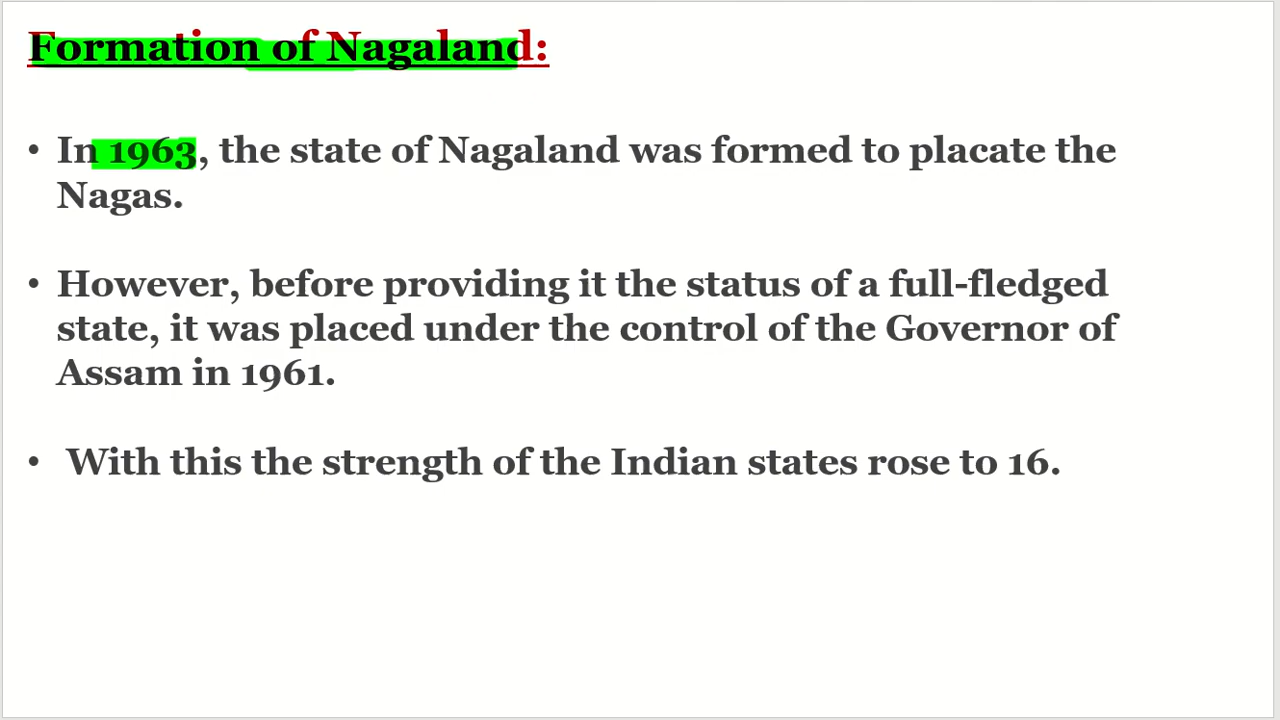 Formation of Nagaland:
• In 1963, the state of Nagaland was formed to placate the
Nagas.
• However, before providing it the status of a full-fledged
state, it was placed under the control of the Governor of
Assam in 1961.
• With this the strength of the Indian states rose to 16.